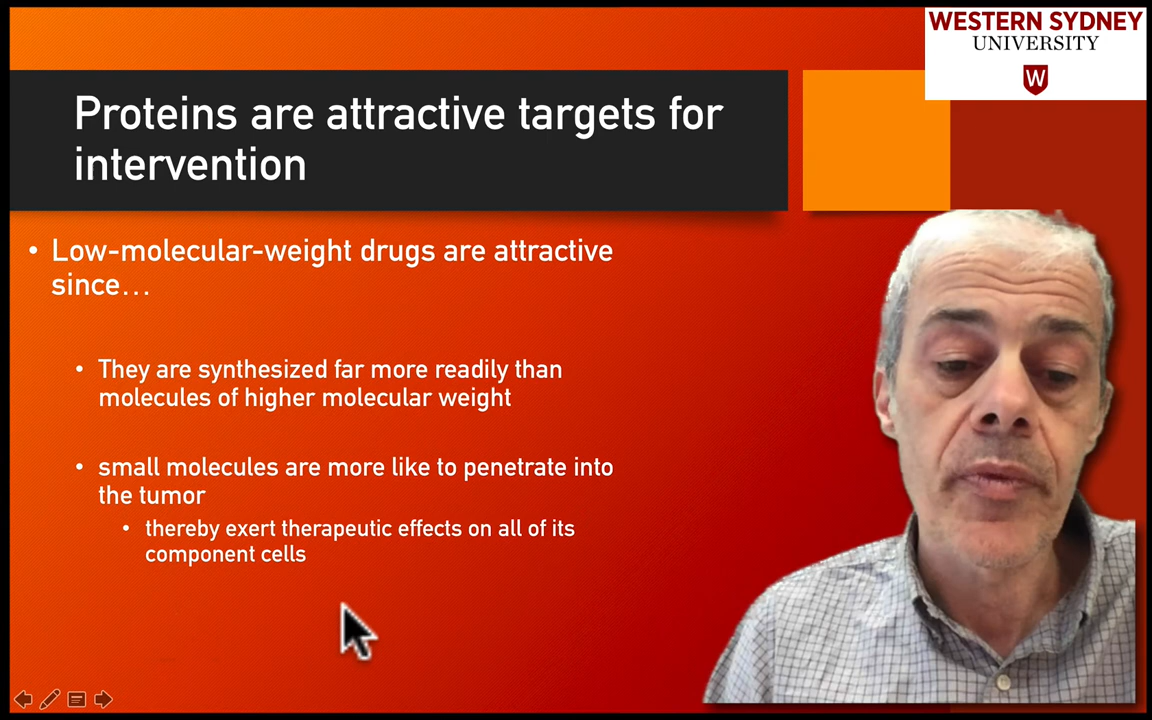 WESTERN SYDNEY
UNIVERSITY
W
Proteins are attractive targets for
intervention
• Low-molecular-weight drugs are attractive
since...
• They are synthesized far more readily than
molecules of higher molecular weight
• small molecules are more like to penetrate into
the tumor
• thereby exert therapeutic effects on all of its
component cells